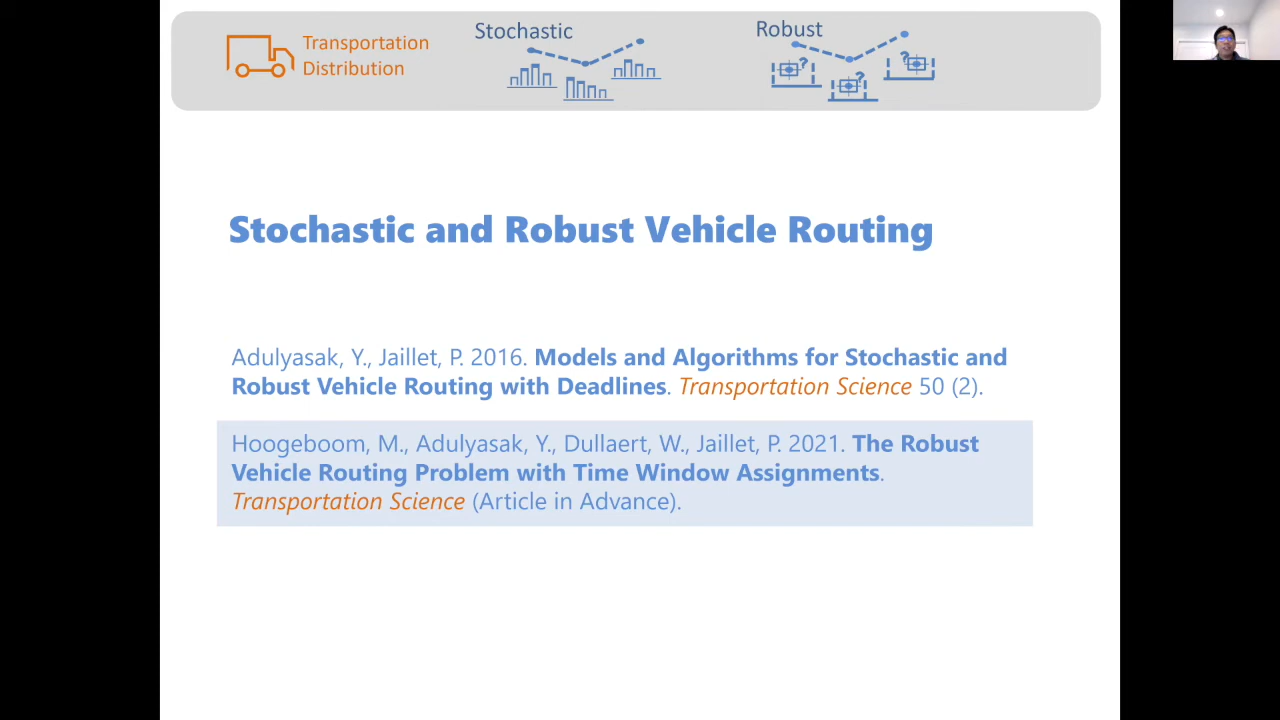 Transportation
Distribution
Stochastic
Robust
?
?
?
Stochastic and Robust Vehicle Routing
Adulyasak, Y., Jaillet, P. 2016. Models and Algorithms for Stochastic and
Robust Vehicle Routing with Deadlines. Transportation Science 50 (2).
Hoogeboom, M., Adulyasak, Y., Dullaert, W., Jaillet, P. 2021. The Robust
Vehicle Routing Problem with Time Window Assignments.
Transportation Science (Article in Advance).